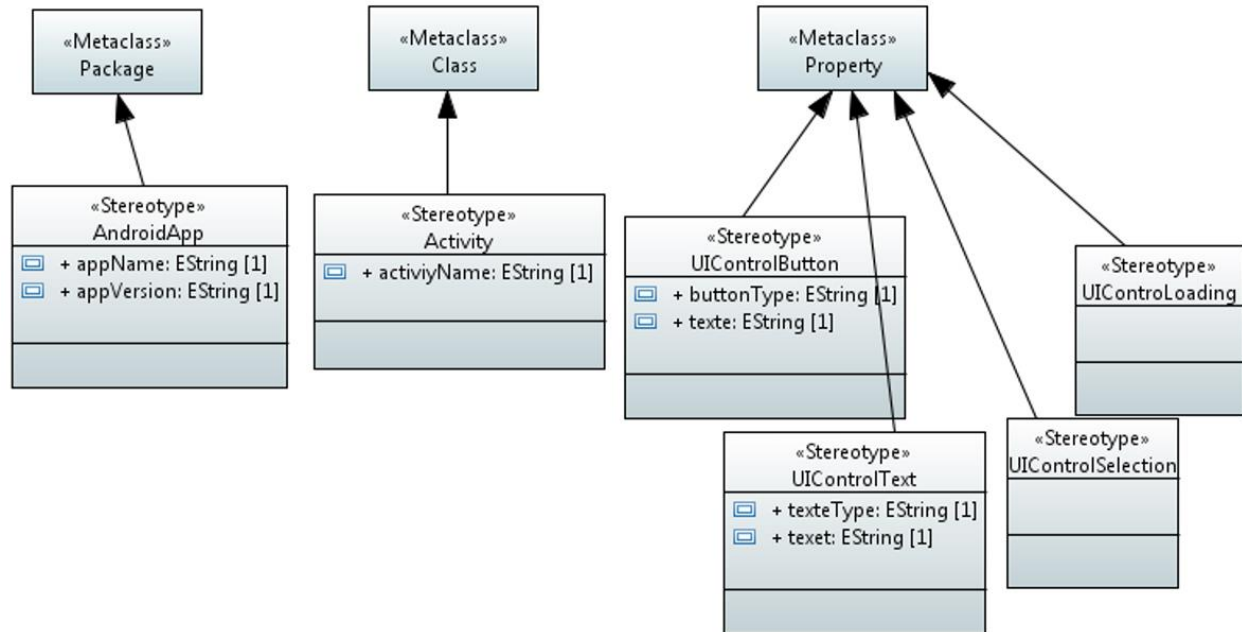 «Metaclass»
Package
«Metaclass»
Class
«Metaclass»
Property
«Stereotype»
AndroidApp
+ appName: EString [1]
+ appVersion: EString [1]
«Stereotype»
Activity
+ activiyName: EString [1]
«Stereotype»
UIControlButton
+ buttonType: EString [1]
+ texte: EString [1]
«Stereotype»
UIControLoading
«Stereotype»
UIControlText
+ texteType: EString [1]
+ texet: EString [1]
«Stereotype»
UIControlSelection